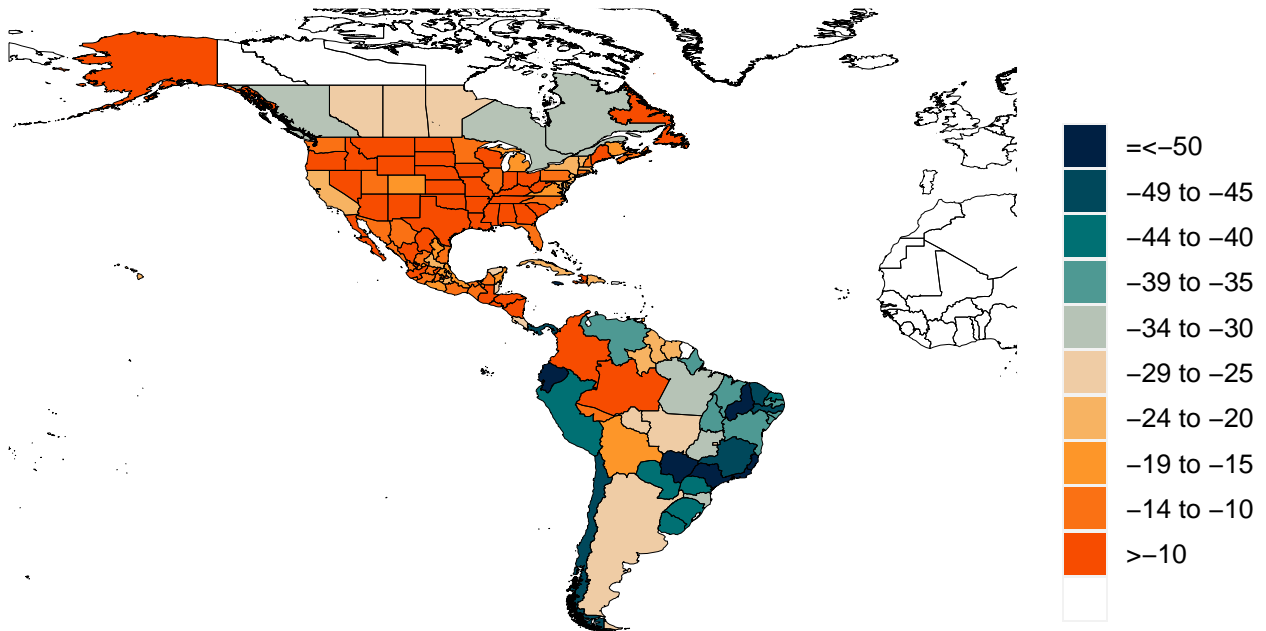 =<−50
−49 to −45
−44 to −40
−39 to −35
−34 to −30
−29 to −25
−24 to −20
−19 to −15
−14 to −10
>−10